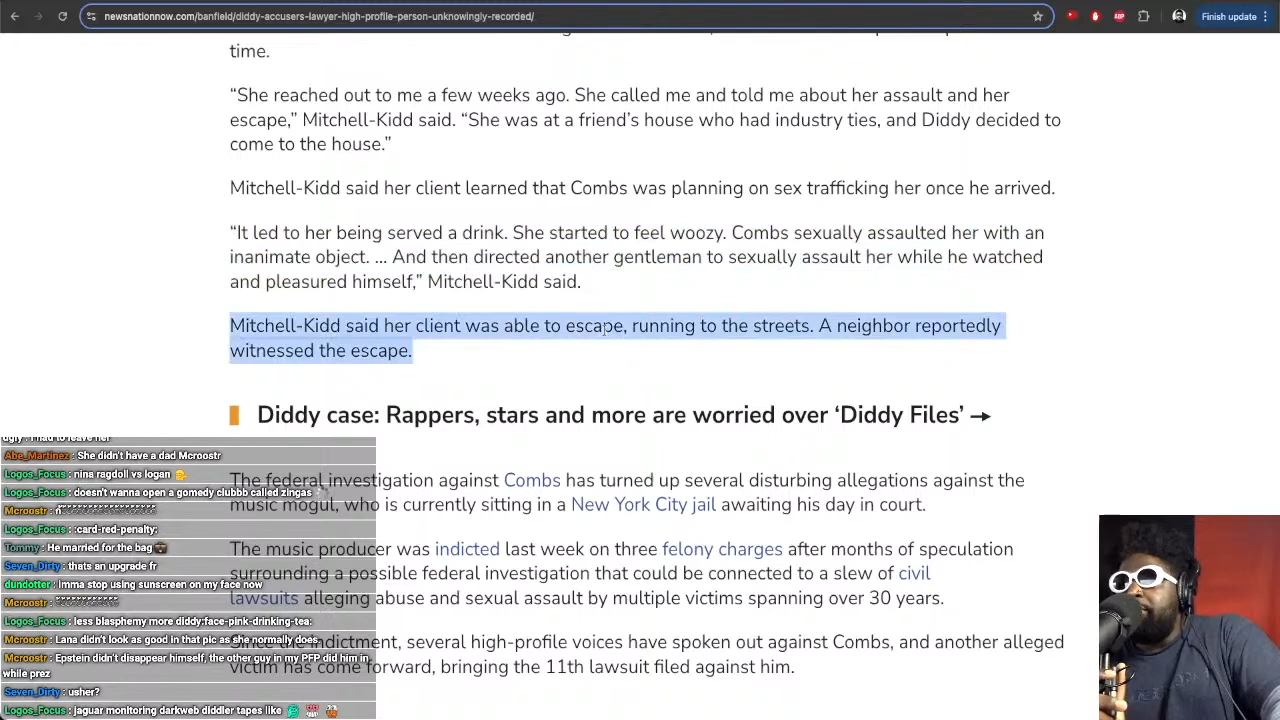 newsnationnow.com/banfield/diddy-accusers-lawyer-high-profile-person-unknowingly-recorded/
ABP
Finish update
time.
“She reached out to me a few weeks ago. She called me and told me about her assault and her
escape,” Mitchell-Kidd said. “She was at a friend’s house who had industry ties, and Diddy decided to
come to the house.”
Mitchell-Kidd said her client learned that Combs was planning on sex trafficking her once he arrived.
“It led to her being served a drink. She started to feel woozy. Combs sexually assaulted her with an
inanimate object. … And then directed another gentleman to sexually assault her while he watched
and pleasured himself,” Mitchell-Kidd said.
Mitchell-Kidd said her client was able to escape, running to the streets. A neighbor reportedly
witnessed the escape.
Diddy case: Rappers, stars and more are worried over ‘Diddy Files’ →
The federal investigation against Combs has turned up several disturbing allegations against the
music mogul, who is currently sitting in a New York City jail awaiting his day in court.
The music producer was indicted last week on three felony charges after months of speculation
surrounding a possible federal investigation that could be connected to a slew of civil
lawsuits alleging abuse and sexual assault by multiple victims spanning over 30 years.
indictment, several high-profile voices have spoken out against Combs, and another alleged
victim has come forward, bringing the 11th lawsuit filed against him.
ugly . I had to leave her
Abe_Martinez : She didn't have a dad Mcroostr
Logos_Focus : nina ragdoll vs logan
Logos_Focus : doesn't wanna open a gomedy clubbb called zingas
Mcroostr :
Logos_Focus : :card-red-penalty:
Tommy : He married for the bag
Seven_Dirty : thats an upgrade fr
dundotter : imma stop using sunscreen on my face now
Mcroostr :
Logos_Focus : less blasphemy more diddy:face-pink-drinking-tea:
Mcroostr : Lana didn't look as good in that pic as she normally does.
Mcroostr : Epstein didn't disappear himself, the other guy in my PFP did him in
while prez
Seven_Dirty : usher?
Logos_Focus : jaguar monitoring darkweb diddler tapes like